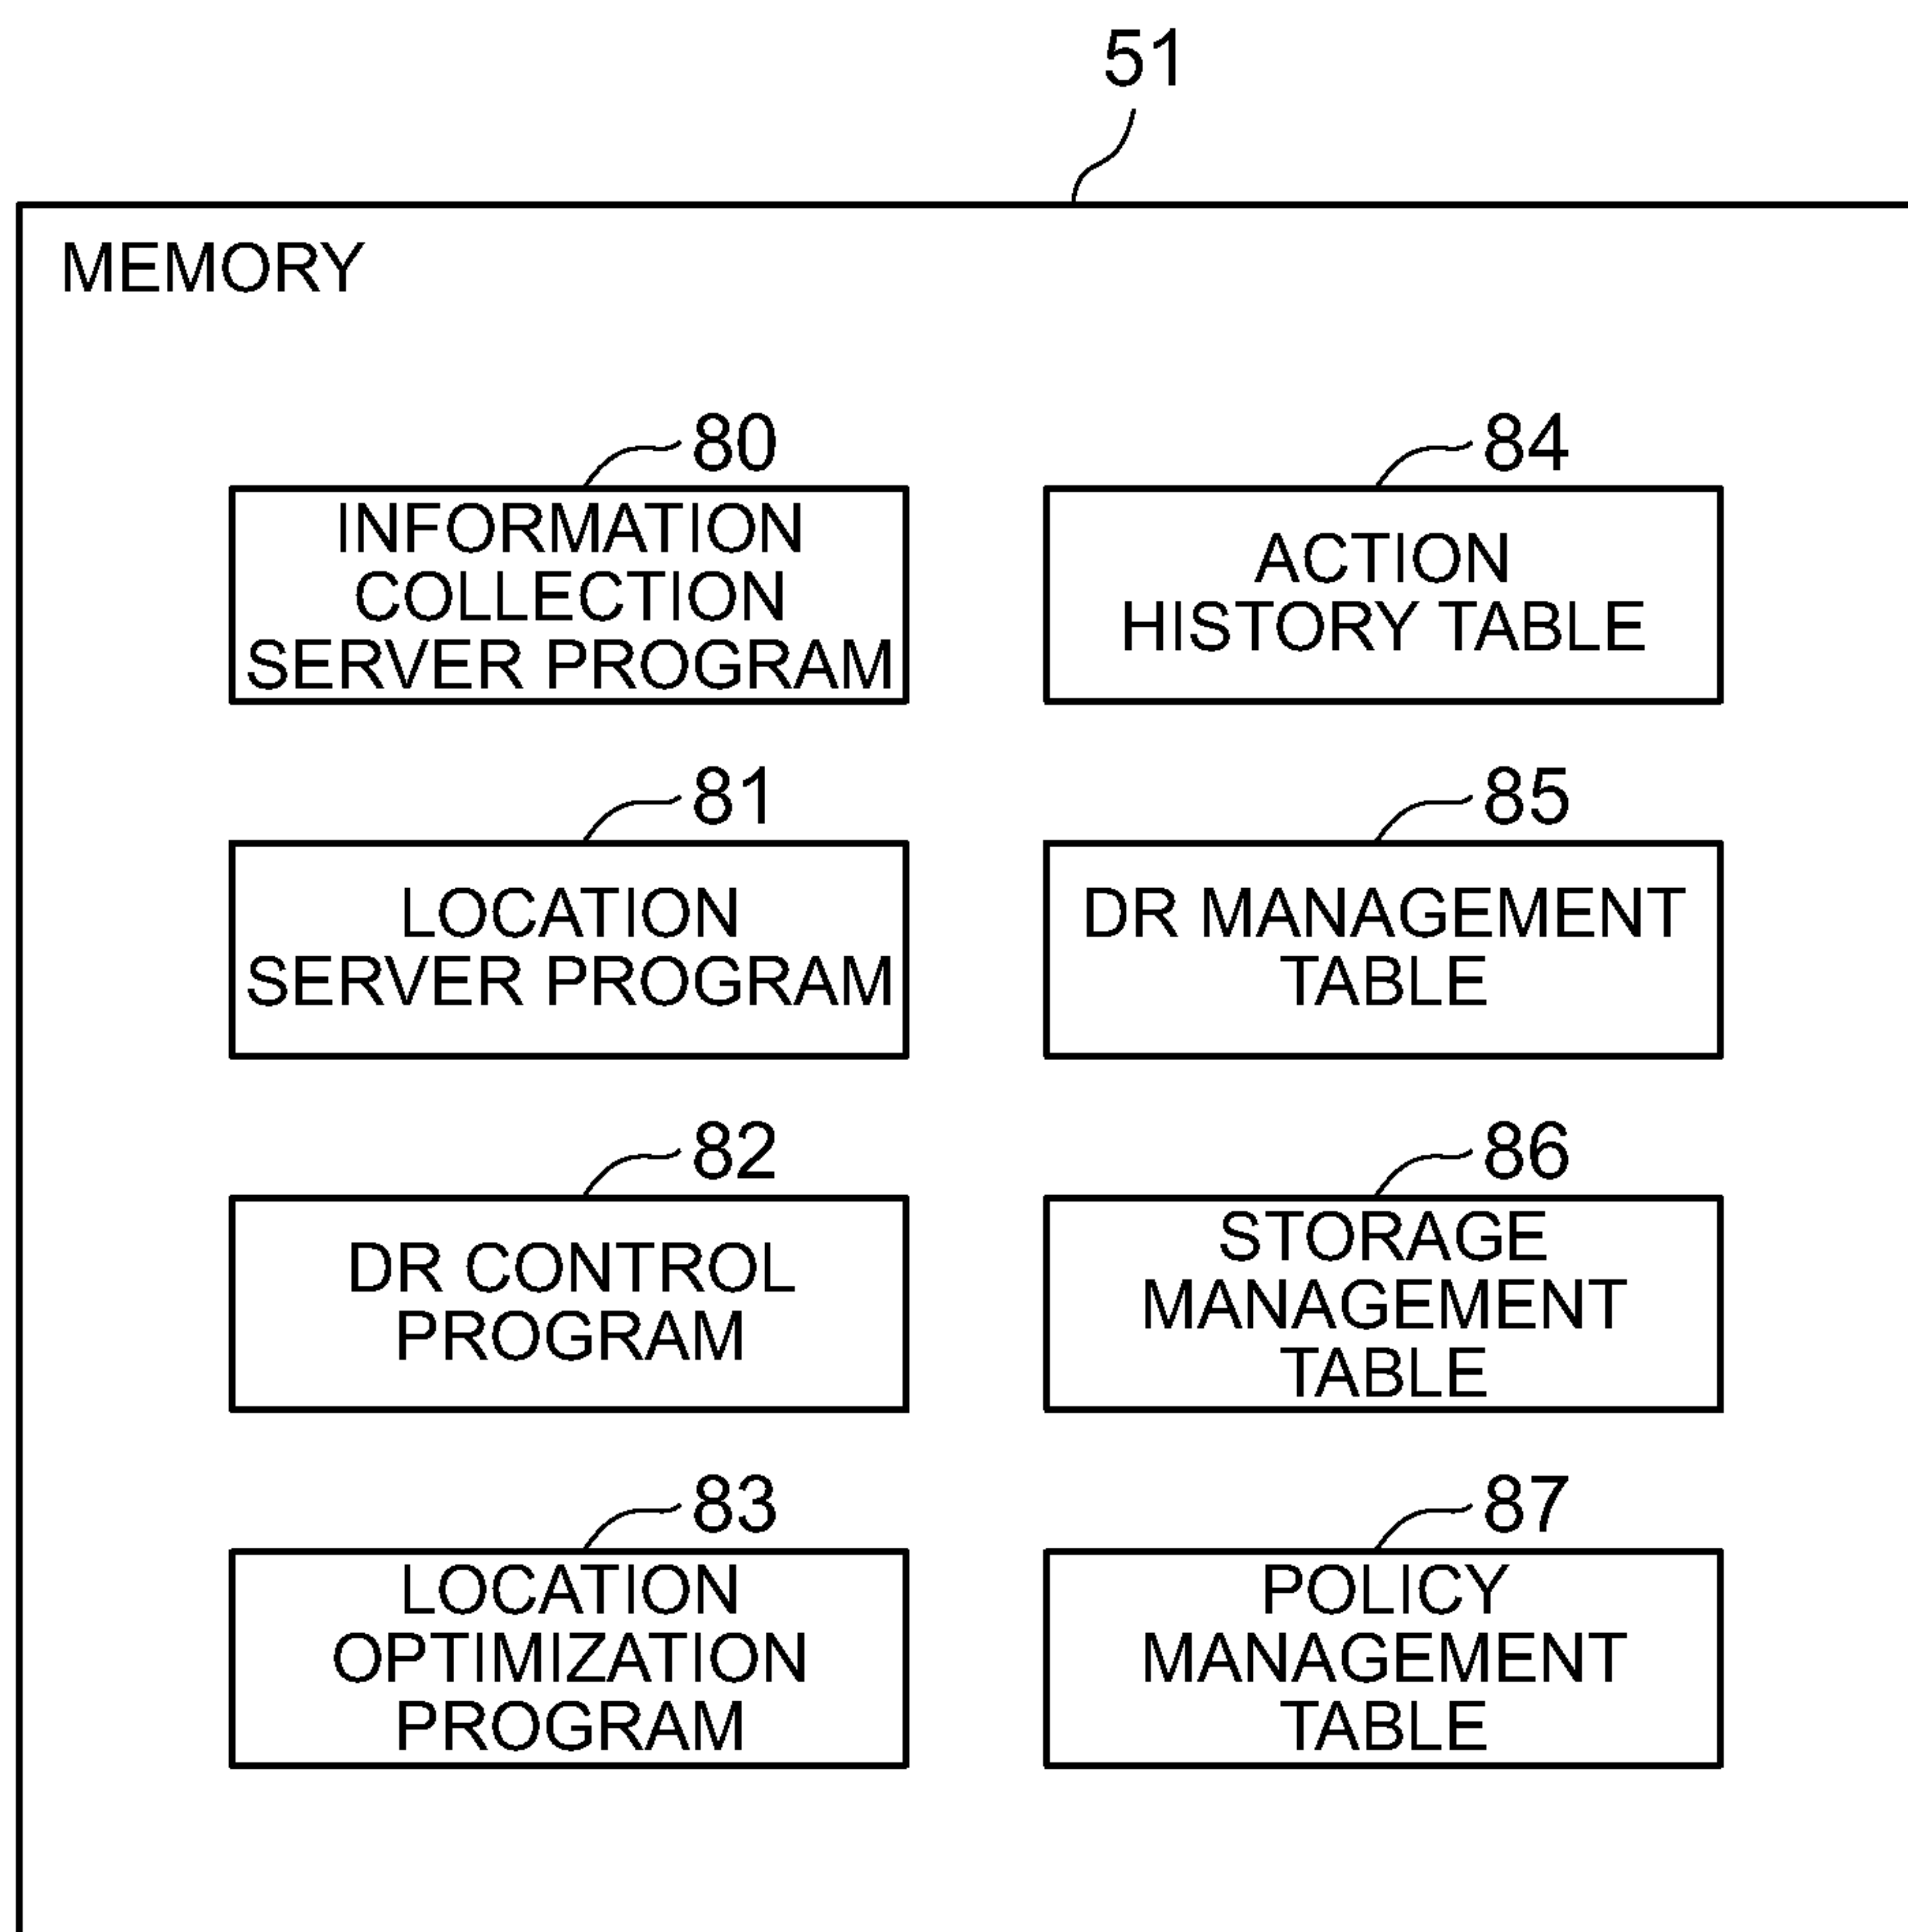 51
MEMORY
80
INFORMATION
COLLECTION
SERVER PROGRAM
84
ACTION
HISTORY TABLE
81
LOCATION
SERVER PROGRAM
85
DR MANAGEMENT
TABLE
82
DR CONTROL
PROGRAM
86
STORAGE
MANAGEMENT
TABLE
83
LOCATION
OPTIMIZATION
PROGRAM
87
POLICY
MANAGEMENT
TABLE